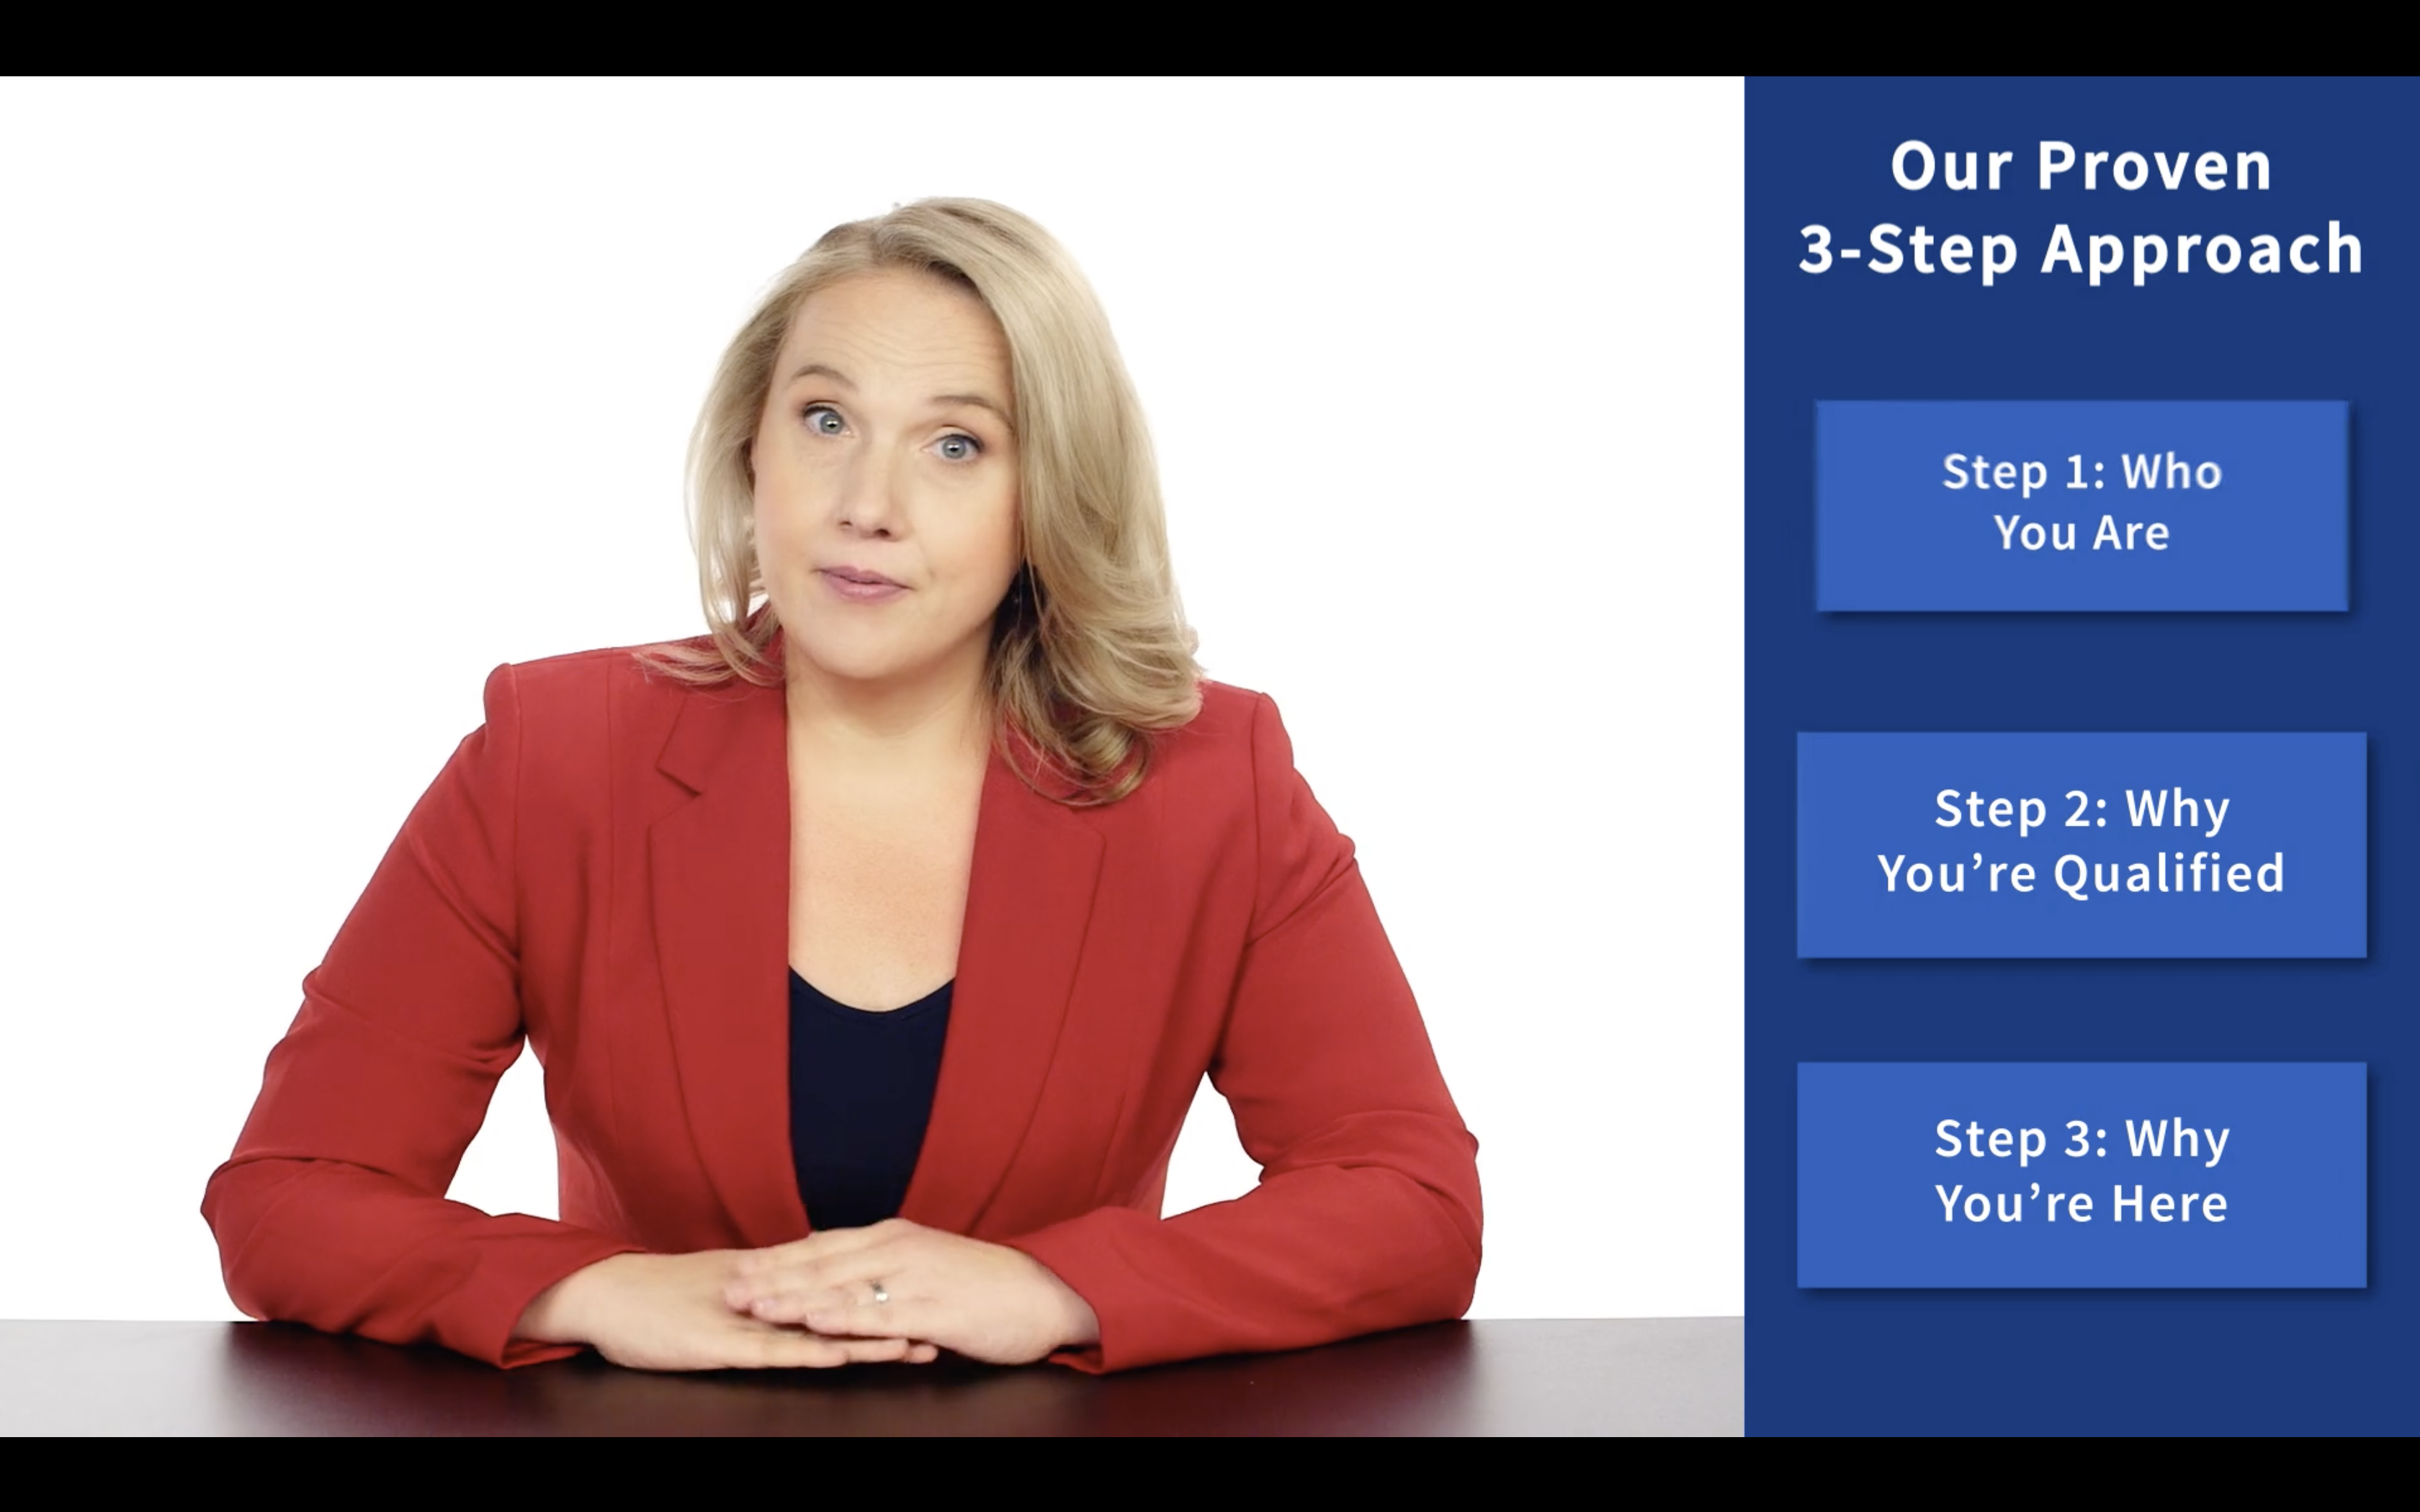 Our Proven
3-Step Approach
Step 1: Who
You Are
Step 2: Why
You’re Qualified
Step 3: Why
You’re Here